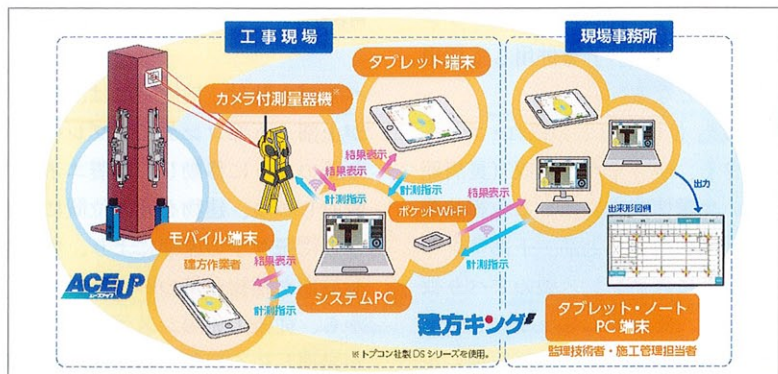 工事現場
現場事務所
タブレット端末
カメラ付測量器機※
結果表示
結果表示
計測指示
計測指示
ポケットWi-Fi
結果表示
計測指示
出力
出来形図例
モバイル端末
建方作業者
結果表示
計測指示
システムPC
ACEUP
エースアップ
建方キング
タブレット・ノート
PC端末
監理技術者・施工管理担当者
※トプコン社製DSシリーズを使用。